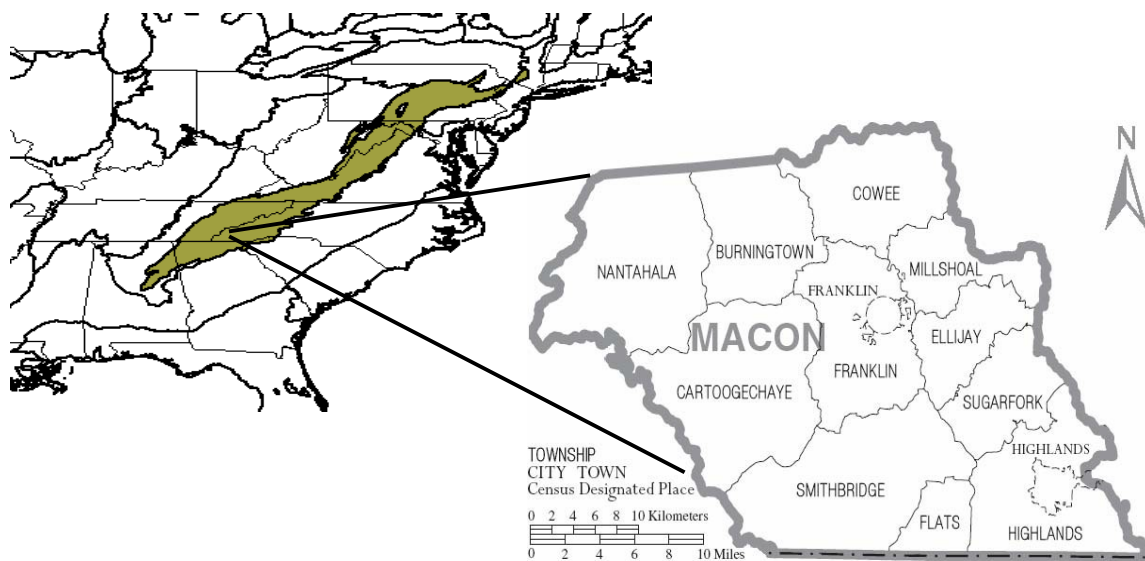 N
COWEE
BURNINGTOWN
NANTAHALA
MILLSHOAL
FRANKLIN
MACON
ELLIJAY
FRANKLIN
CARTOOGECHAYE
SUGARFORK
HIGHLANDS
TOWNSHIP
CITY TOWN
Census Designated Place
SMITHBRIDGE
0 2 4 6 8 10 Kilometers
FLATS
HIGHLANDS
0 2 4 6 8 10 Miles